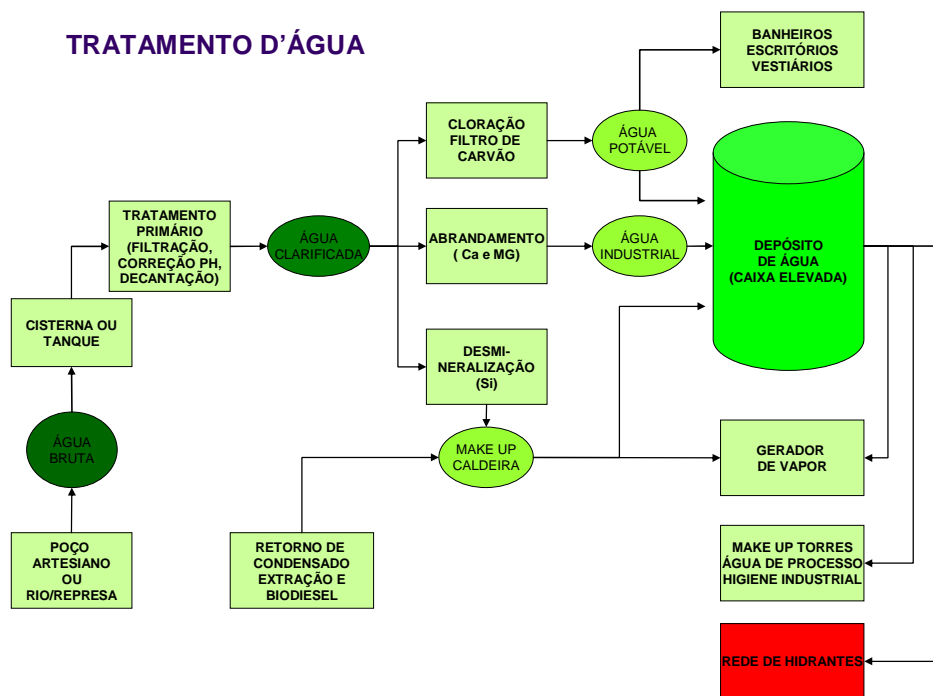 TRATAMENTO D’ÁGUA
BANHEIROS
ESCRITÓRIOS
VESTIÁRIOS
CLORAÇÃO
FILTRO DE
CARVÃO
ÁGUA
POTÁVEL
TRATAMENTO
PRIMÁRIO
(FILTRAÇÃO,
CORREÇÃO PH,
DECANTAÇÃO)
ÁGUA
CLARIFICADA
ABRANDAMENTO
( Ca e MG)
ÁGUA
INDUSTRIAL
DEPÓSITO
DE ÁGUA
(CAIXA ELEVADA)
CISTERNA OU
TANQUE
DESMI-
NERALIZAÇÃO
(Si)
ÁGUA
BRUTA
MAKE UP
CALDEIRA
GERADOR
DE VAPOR
POÇO
ARTESIANO
OU
RIO/REPRESA
RETORNO DE
CONDENSADO
EXTRAÇÃO E
BIODIESEL
MAKE UP TORRES
ÁGUA DE PROCESSO
HIGIENE INDUSTRIAL
REDE DE HIDRANTES